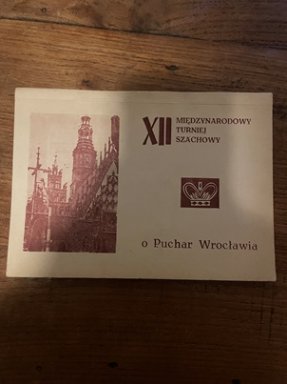 XII MIĘDZYNARODOWY
TURNIEJ
SZACHOWY
o Puchar Wrocławia